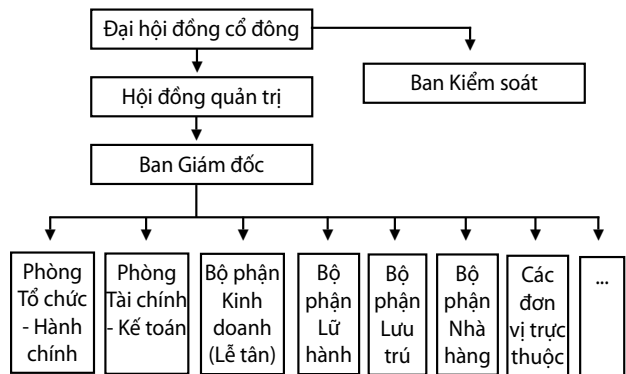 Đại hội đồng cổ đông
Ban Kiểm soát
Hội đồng quản trị
Ban Giám đốc
Phòng
Tổ chức
- Hành
chính
Phòng
Tài chính
- Kế toán
Bộ phận
Kinh
doanh
(Lễ tân)
Bộ
phận
Lữ
hành
Bộ
phận
Lưu
trú
Bộ
phận
Nhà
hàng
Các
đơn
vị trực
thuộc
...